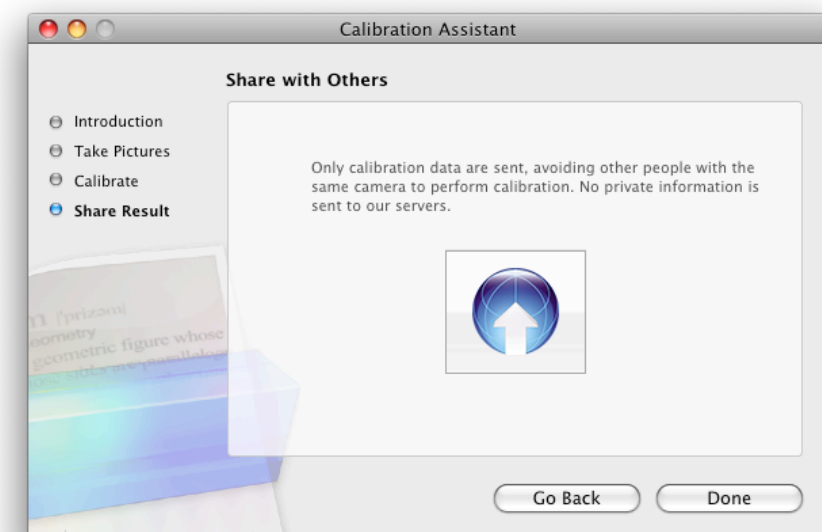 Calibration Assistant
Share with Others
Introduction
Take Pictures
Calibrate
Share Result
Only calibration data are sent, avoiding other people with the
same camera to perform calibration. No private information is
sent to our servers.
geometric figure whose
Go Back
Done